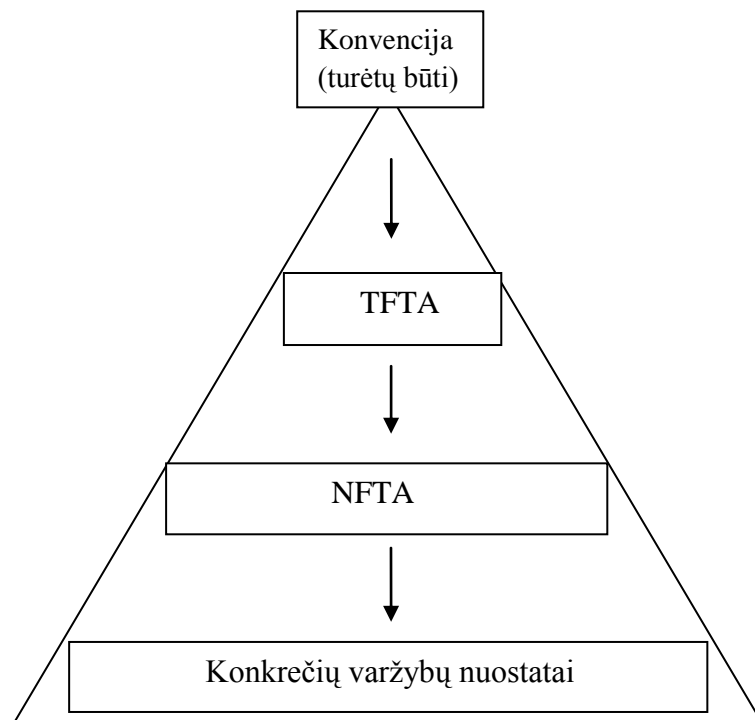 Konvencija
(turėtų būti)
TFTA
NFTA
Konkrečių varžybų nuostatai